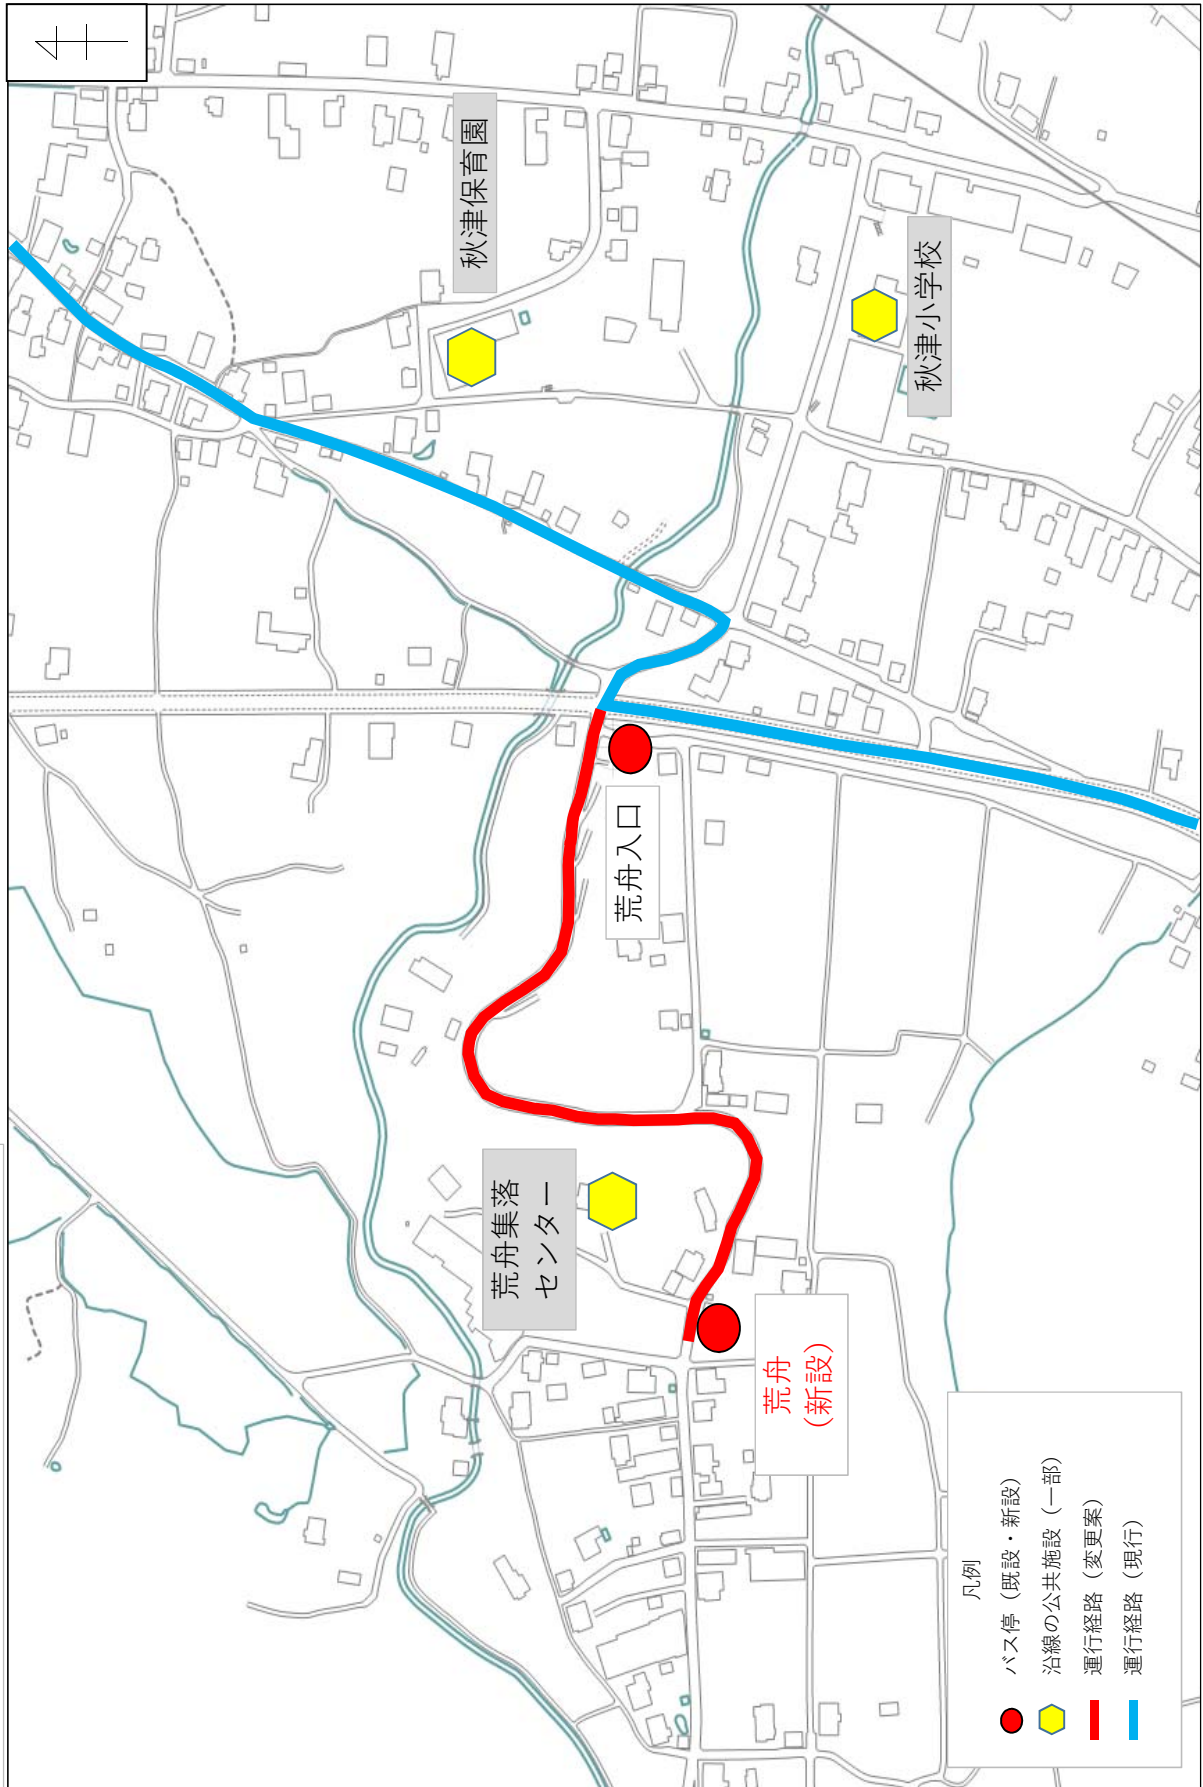 秋津保育園
秋津小学校
荒舟入口
荒舟集落
センター
荒舟
(新設)
凡例
バス停（既設・新設）
沿線の公共施設（一部）
運行経路（変更案）
運行経路（現行）